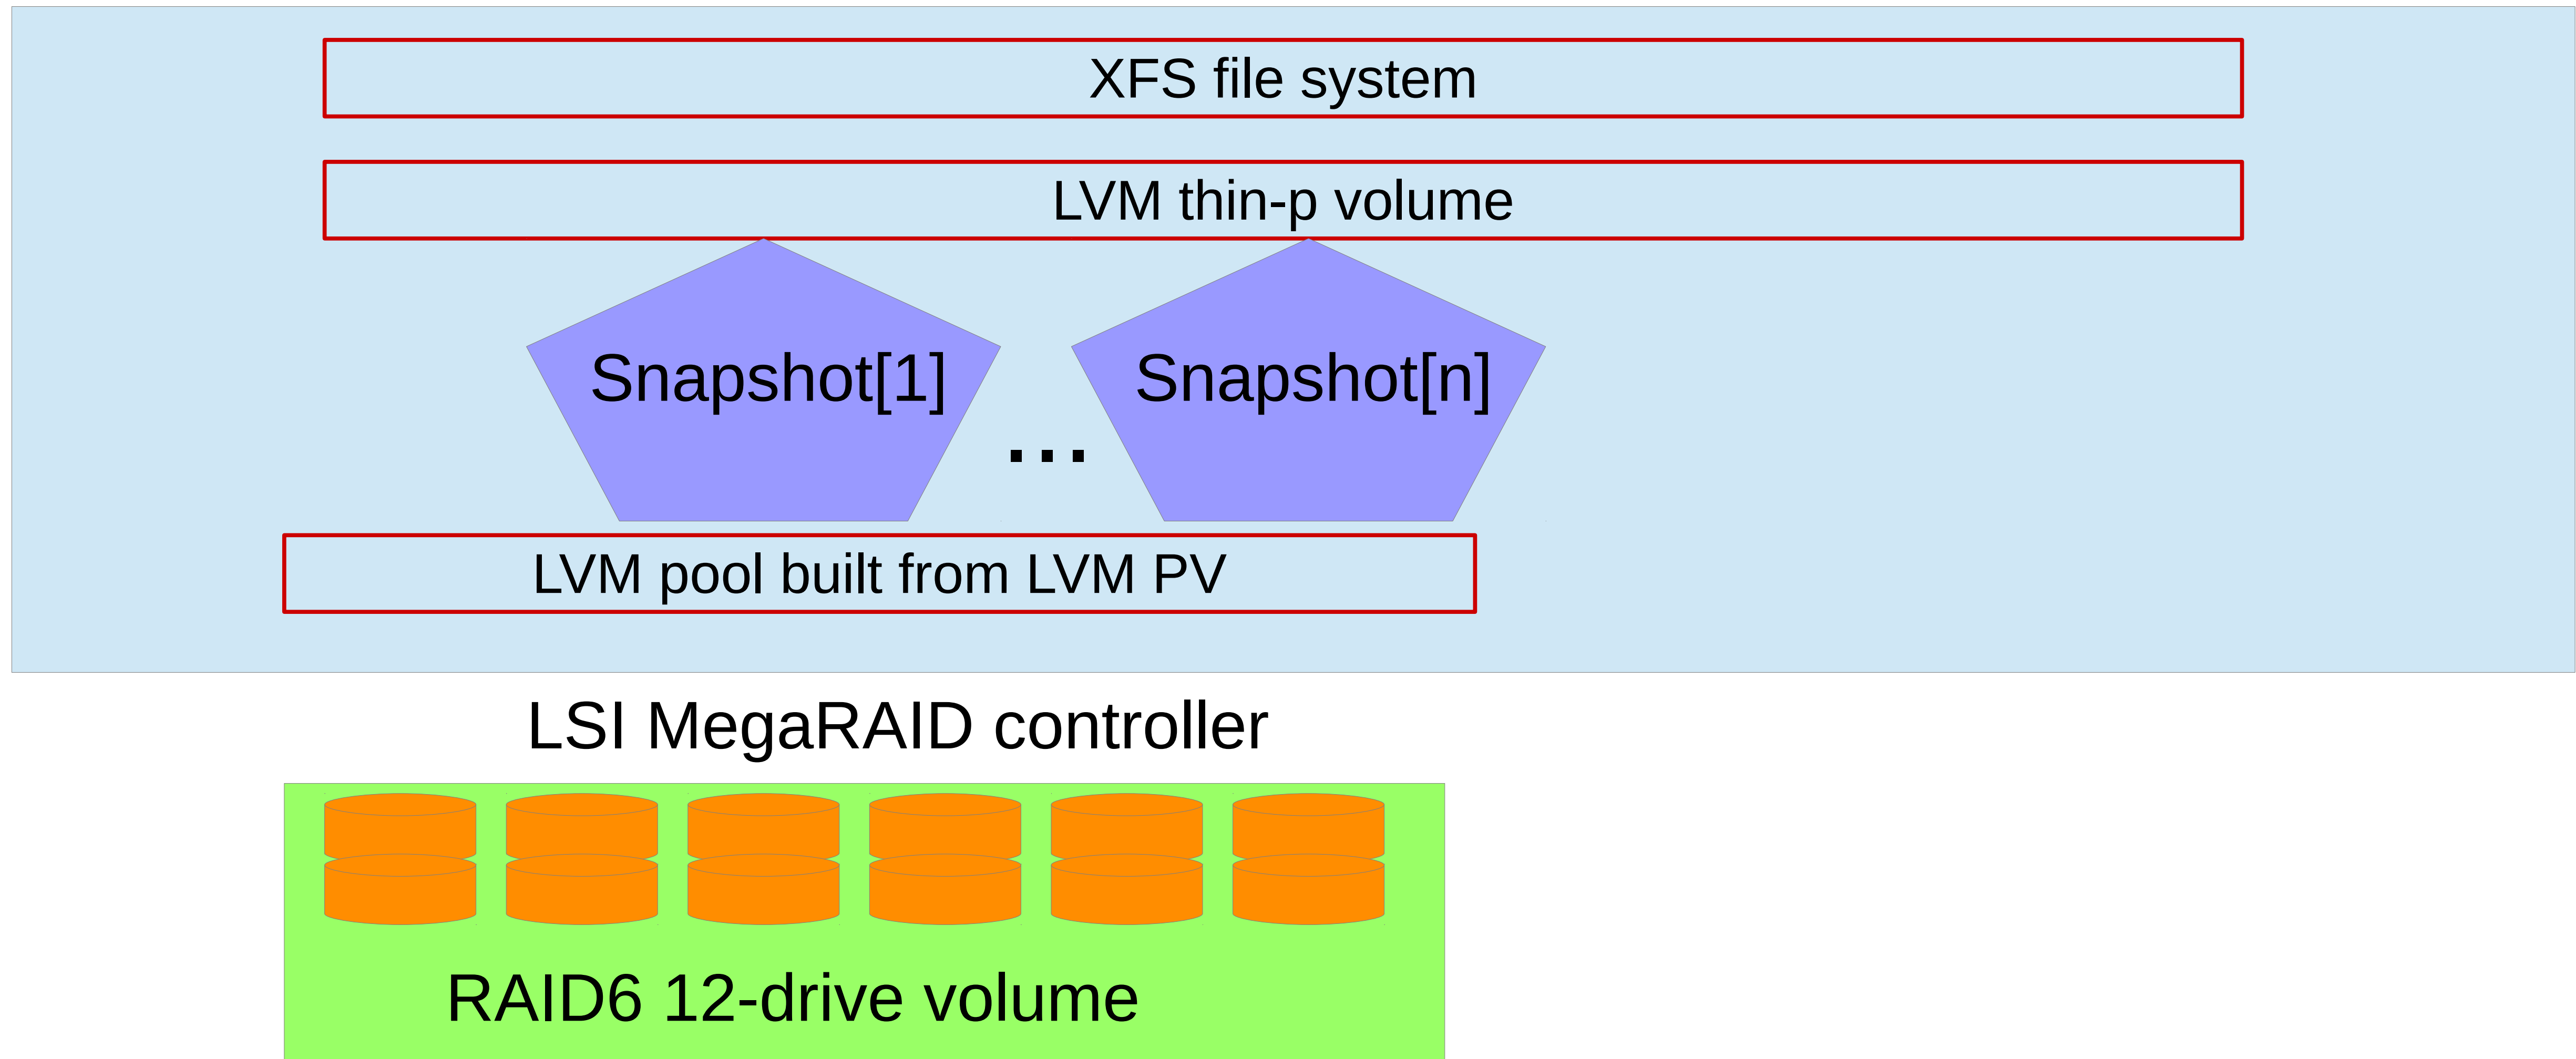 XFS file system
LVM thin-p volume
Snapshot[1]
Snapshot[n]
...
LVM pool built from LVM PV
LSI MegaRAID controller
RAID6 12-drive volume